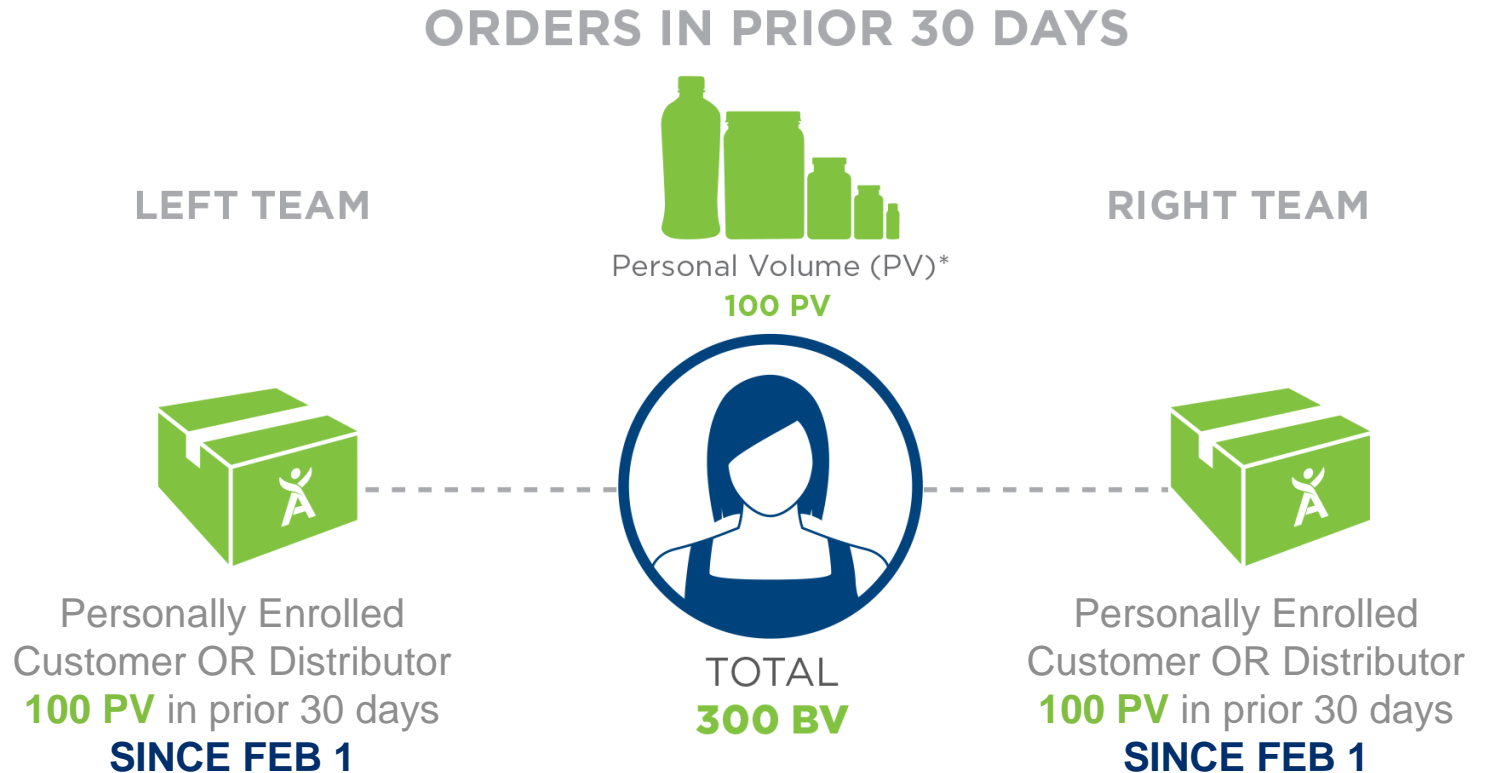 ORDERS IN PRIOR 30 DAYS
LEFT TEAM
RIGHT TEAM
Personal Volume (PV)*
100 PV
Personally Enrolled
Customer OR Distributor
100 PV in prior 30 days
SINCE FEB 1
TOTAL
300 BV
Personally Enrolled
Customer OR Distributor
100 PV in prior 30 days
SINCE FEB 1